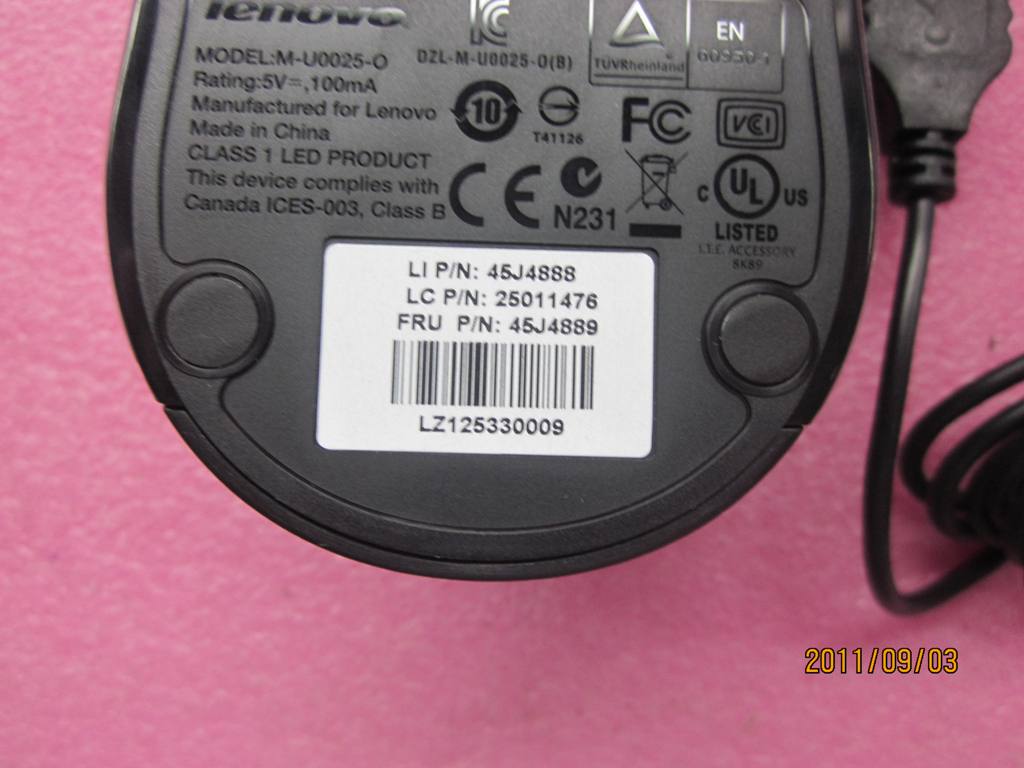 lenovo
MODEL:M-U0025-O
Rating:5V⎓,100mA
Manufactured for Lenovo
Made in China
CLASS 1 LED PRODUCT
This device complies with
Canada ICES-003, Class B
DZL-M-U0025-O(B)
TÜVRheinland
EN
60950-1
10
T41126
FC
VCI
CE
N231
C UL US
LISTED
I.T.E. ACCESSORY
8K89
LI P/N: 45J4888
LC P/N: 25011476
FRU P/N: 45J4889
LZ125330009
2011/09/03